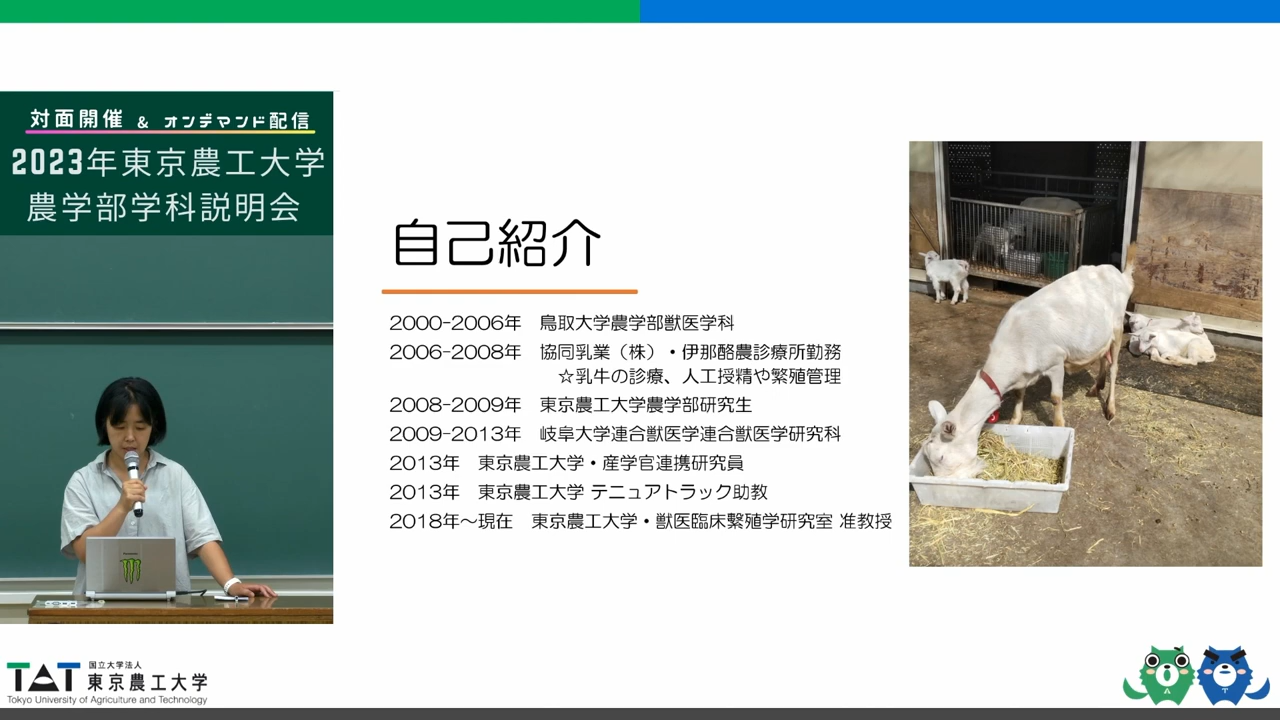 対面開催 & オンデマンド配信
2023年東京農工大学
農学部学科説明会
自己紹介
2000-2006年 鳥取大学農学部獣医学科
2006-2008年 協同乳業（株）・伊那酪農診療所勤務
☆乳牛の診療、人工授精や繁殖管理
2008-2009年 東京農工大学農学部研究生
2009-2013年 岐阜大学連合獣医学連合獣医学研究科
2013年 東京農工大学・産学官連携研究員
2013年 東京農工大学 テニュアトラック助教
2018年〜現在 東京農工大学・獣医臨床繫殖学研究室 准教授
TAT 国立大学法人
東京農工大学
Tokyo University of Agriculture and Technology
A T